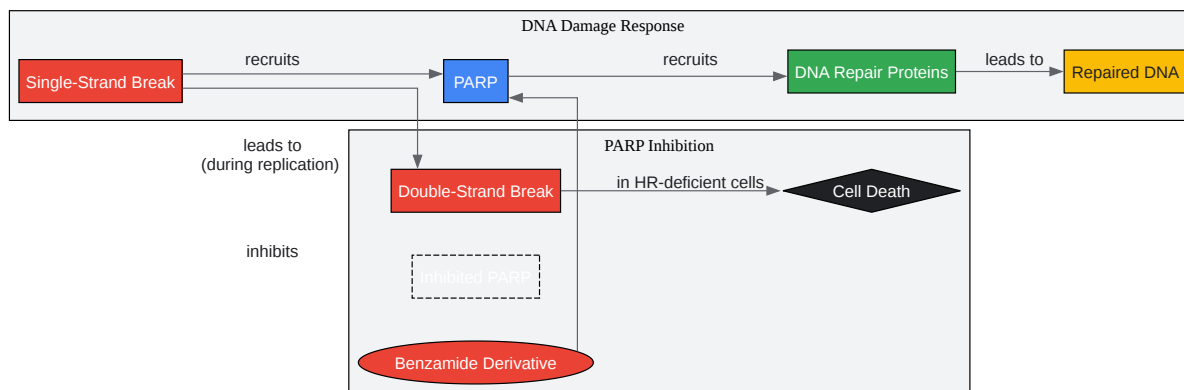 DNA Damage Response
Single-Strand Break
recruits
PARP
recruits
DNA Repair Proteins
leads to
Repaired DNA
leads to
(during replication)
PARP Inhibition
Double-Strand Break
in HR-deficient cells
Cell Death
inhibits
Inhibited PARP
Benzamide Derivative